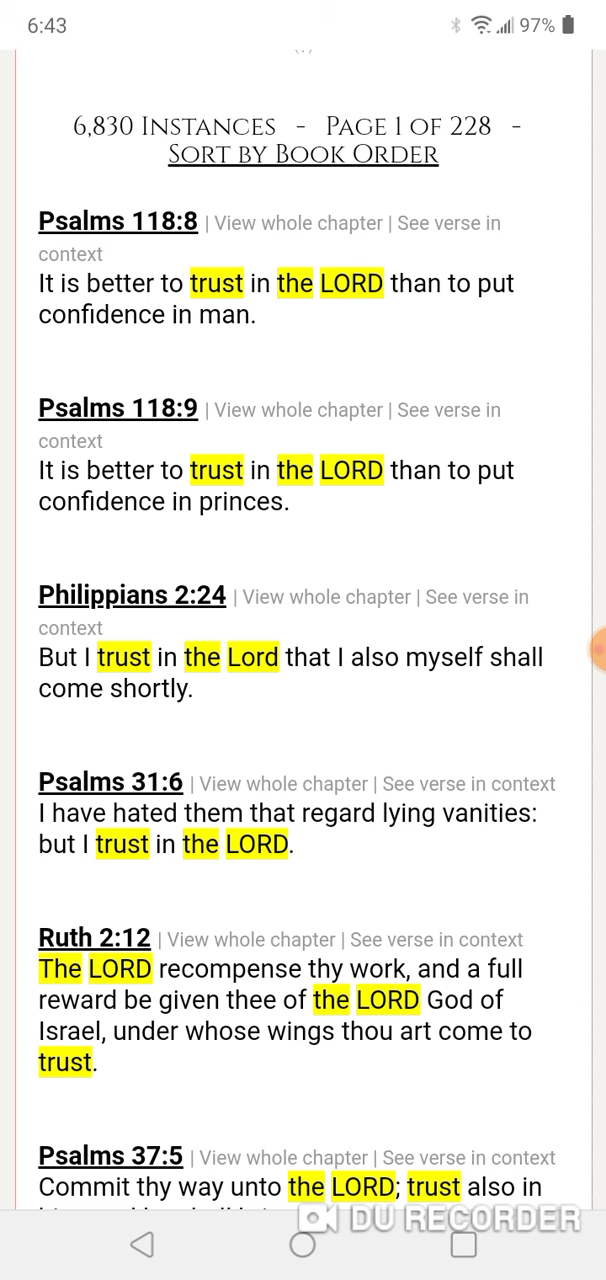 6:43
97%
6,830 Instances - Page 1 of 228 -
Sort by Book Order
Psalms 118:8 | View whole chapter | See verse in
context
It is better to trust in the LORD than to put
confidence in man.
Psalms 118:9 | View whole chapter | See verse in
context
It is better to trust in the LORD than to put
confidence in princes.
Philippians 2:24 | View whole chapter | See verse in
context
But I trust in the Lord that I also myself shall
come shortly.
Psalms 31:6 | View whole chapter | See verse in context
I have hated them that regard lying vanities:
but I trust in the LORD.
Ruth 2:12 | View whole chapter | See verse in context
The LORD recompense thy work, and a full
reward be given thee of the LORD God of
Israel, under whose wings thou art come to
trust.
Psalms 37:5 | View whole chapter | See verse in context
Commit thy way unto the LORD; trust also in
DU RECORDER